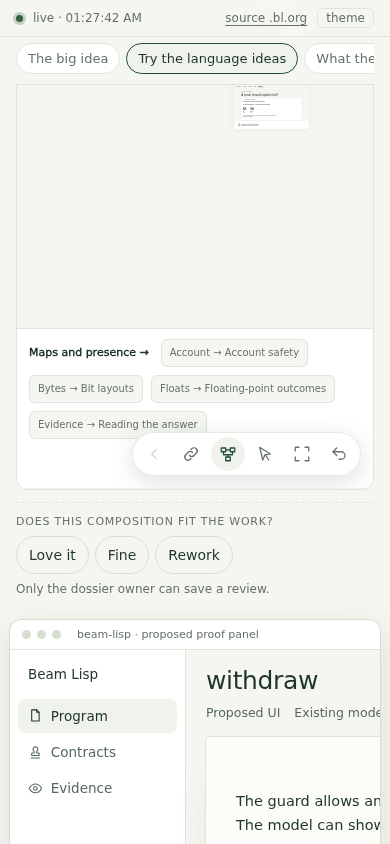 live · 01:27:42 AM
source .bl.org
theme
The big idea
Try the language ideas
What the
Maps and presence →
Account → Account safety
Bytes → Bit layouts
Floats → Floating-point outcomes
Evidence → Reading the answer
DOES THIS COMPOSITION FIT THE WORK?
Love it
Fine
Rework
Only the dossier owner can save a review.
beam-lisp · proposed proof panel
Beam Lisp
Program
Contracts
Evidence
withdraw
Proposed UI
Existing mode
The guard allows an
The model can show